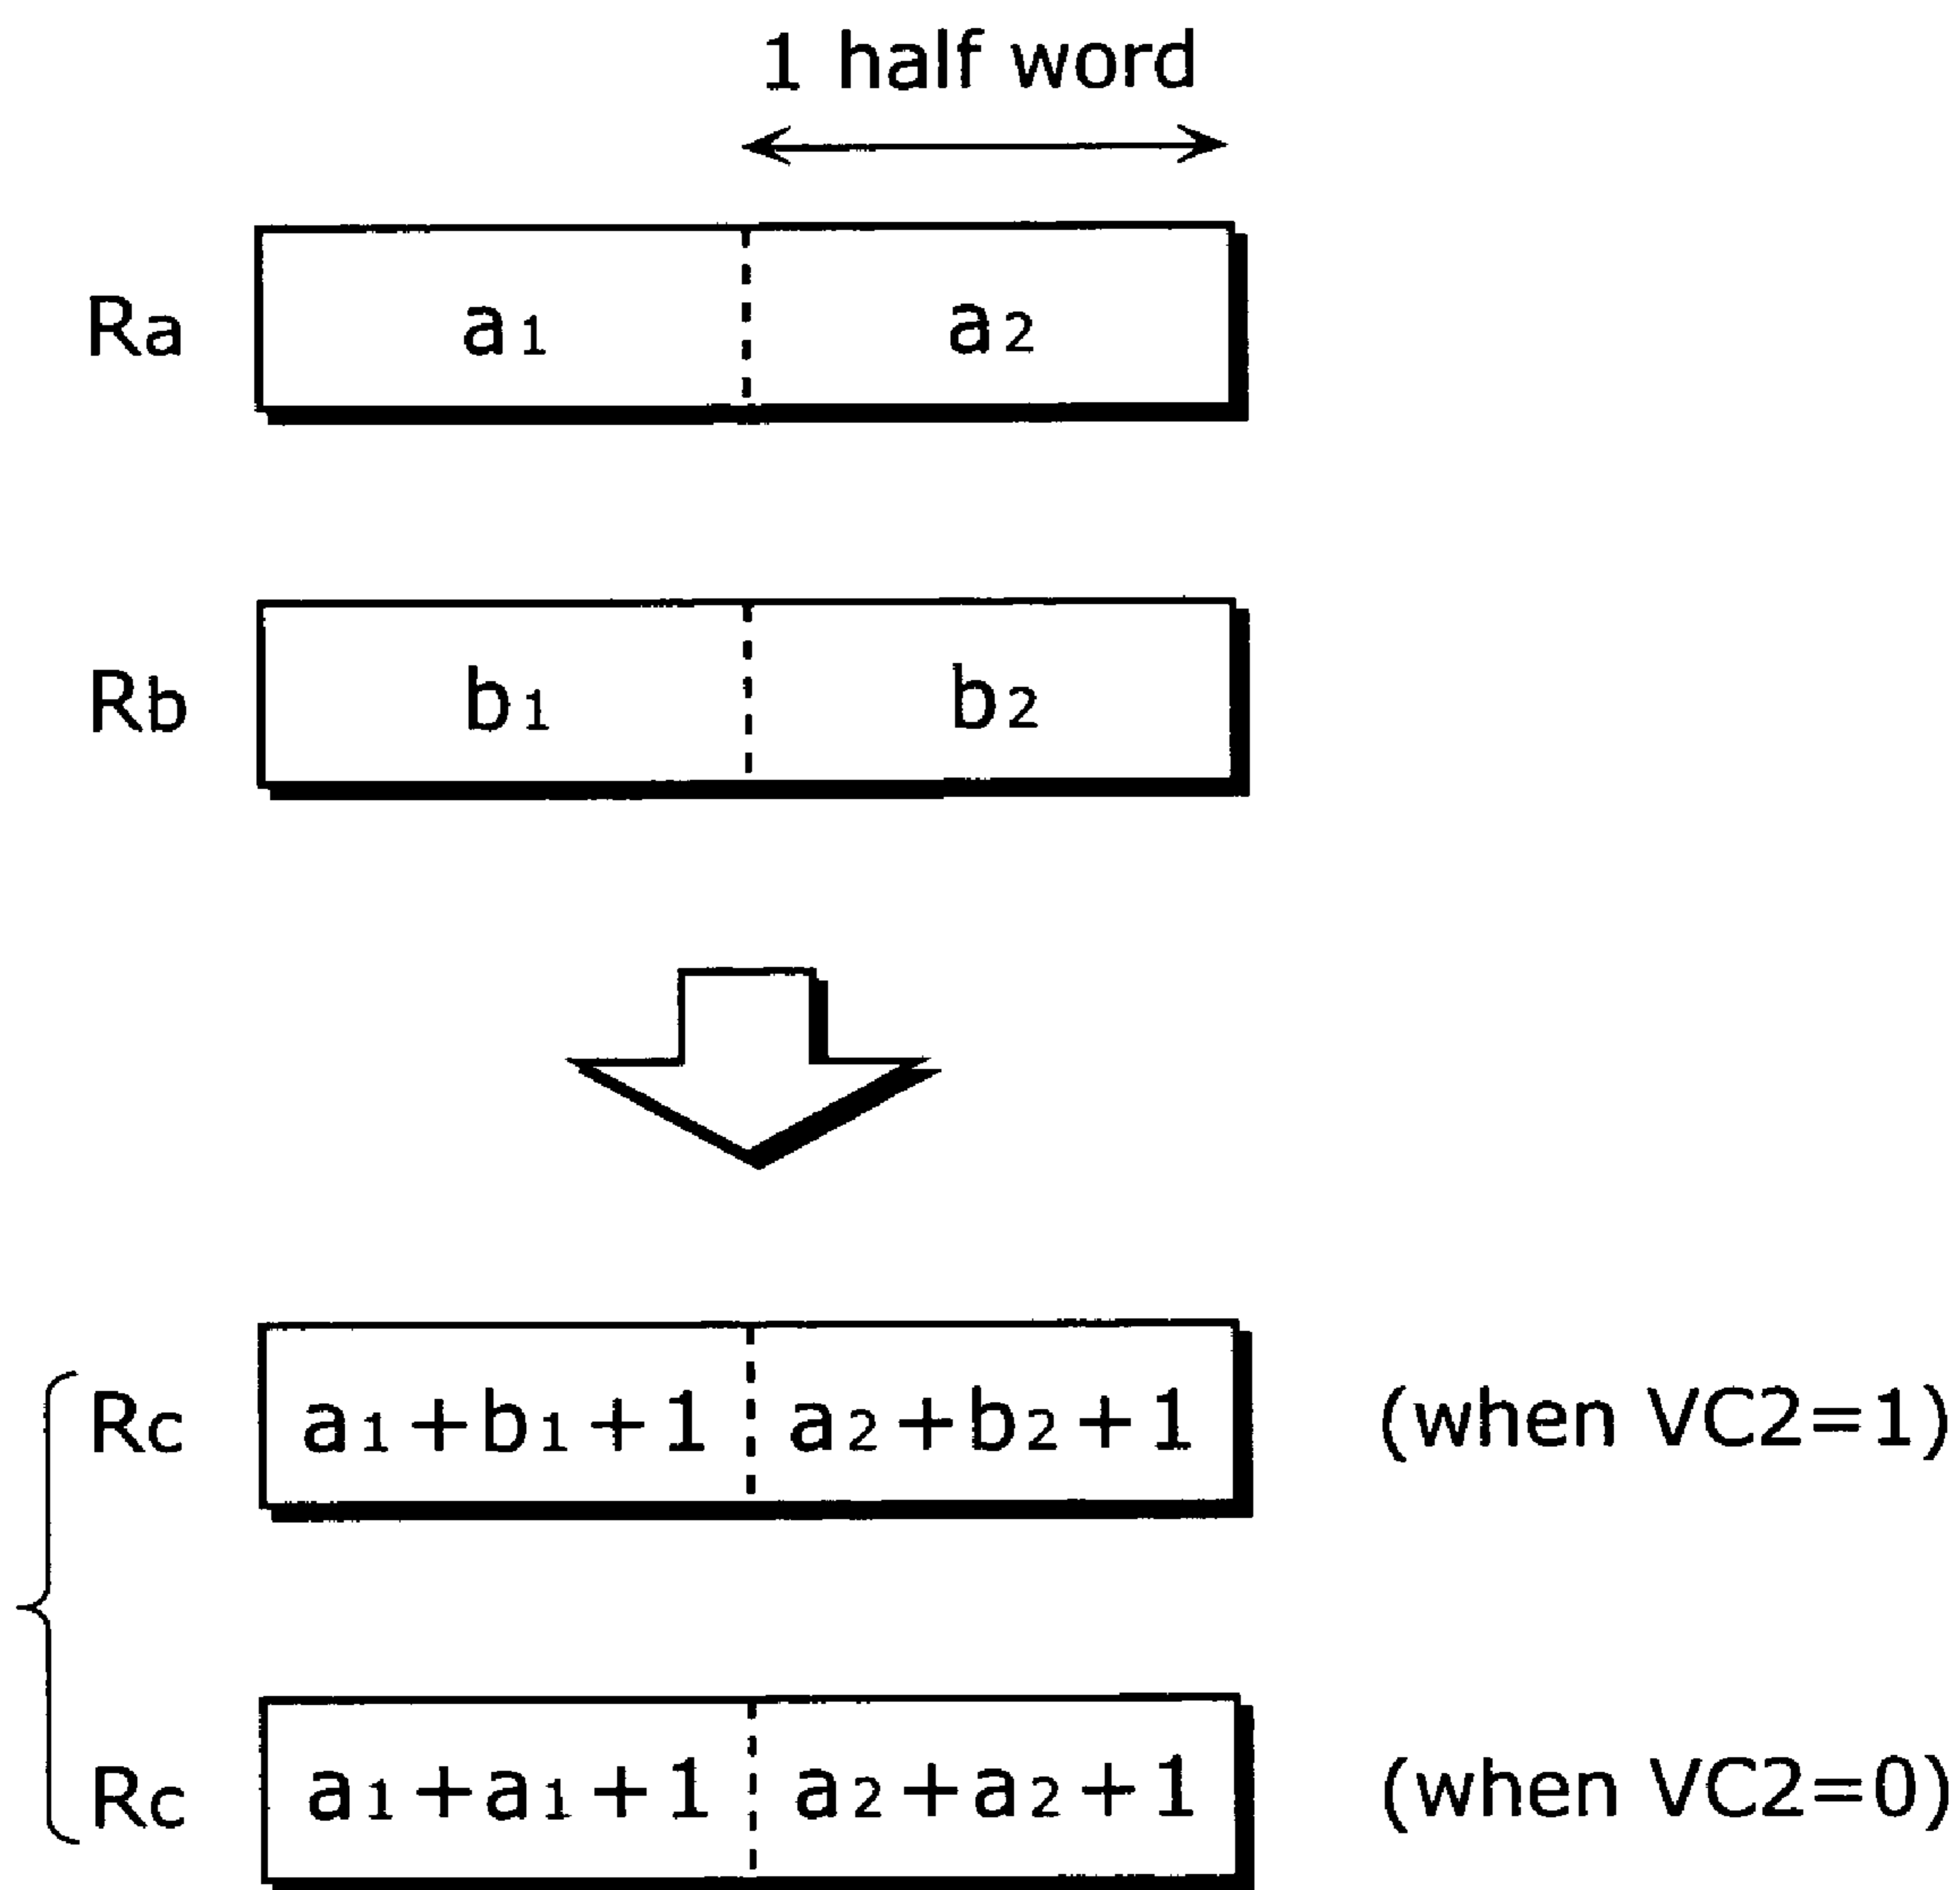 1 half word
Ra a1 a2
Rb b1 b2
Rc a1+b1+1 a2+b2+1 (when VC2=1)
Rc a1+a1+1 a2+a2+1 (when VC2=0)